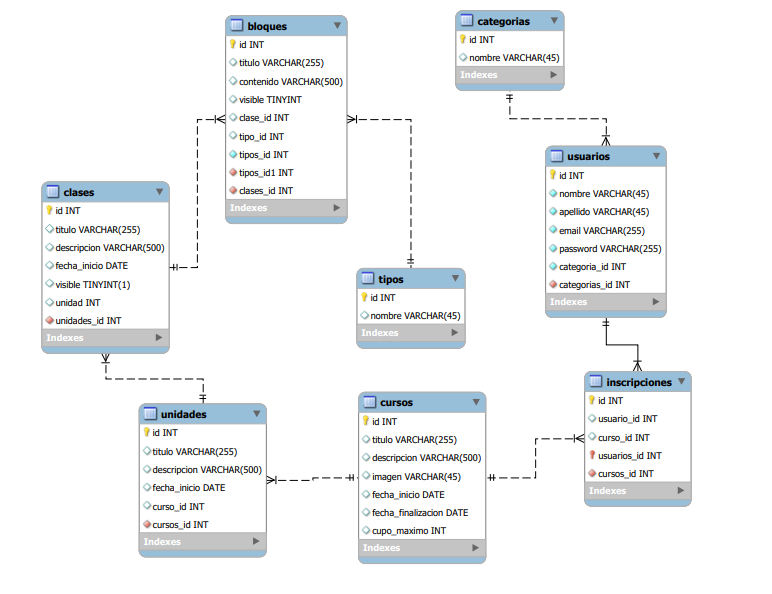 bloques
id INT
titulo VARCHAR(255)
contenido VARCHAR(500)
visible TINYINT
clase_id INT
tipo_id INT
tipos_id INT
tipos_id1 INT
clases_id INT
Indexes
categorias
id INT
nombre VARCHAR(45)
Indexes
usuarios
id INT
nombre VARCHAR(45)
apellido VARCHAR(45)
email VARCHAR(255)
password VARCHAR(255)
categoria_id INT
categorias_id INT
Indexes
clases
id INT
titulo VARCHAR(255)
descripcion VARCHAR(500)
fecha_inicio DATE
visible TINYINT(1)
unidad INT
unidades_id INT
Indexes
tipos
id INT
nombre VARCHAR(45)
Indexes
inscripciones
id INT
usuario_id INT
curso_id INT
usuarios_id INT
cursos_id INT
Indexes
unidades
id INT
titulo VARCHAR(255)
descripcion VARCHAR(500)
fecha_inicio DATE
curso_id INT
cursos_id INT
Indexes
cursos
id INT
titulo VARCHAR(255)
descripcion VARCHAR(500)
imagen VARCHAR(45)
fecha_inicio DATE
fecha_finalizacion DATE
cupo_maximo INT
Indexes